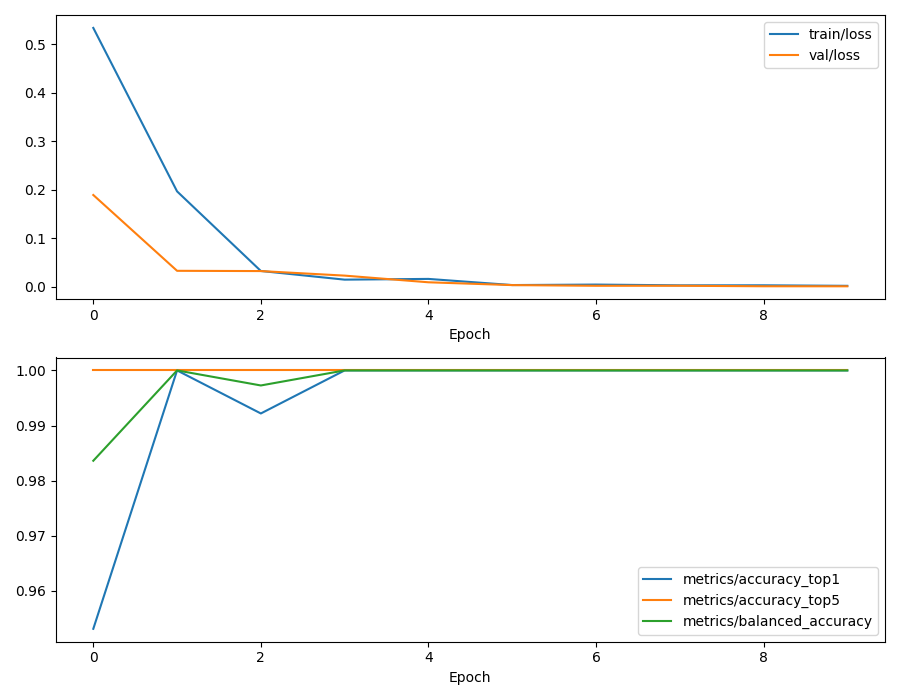 0.5
0.4
0.3
0.2
0.1
0.0
train/loss
val/loss
0 2 4 6 8
Epoch
1.00
0.99
0.98
0.97
0.96
metrics/accuracy_top1
metrics/accuracy_top5
metrics/balanced_accuracy
0 2 4 6 8
Epoch